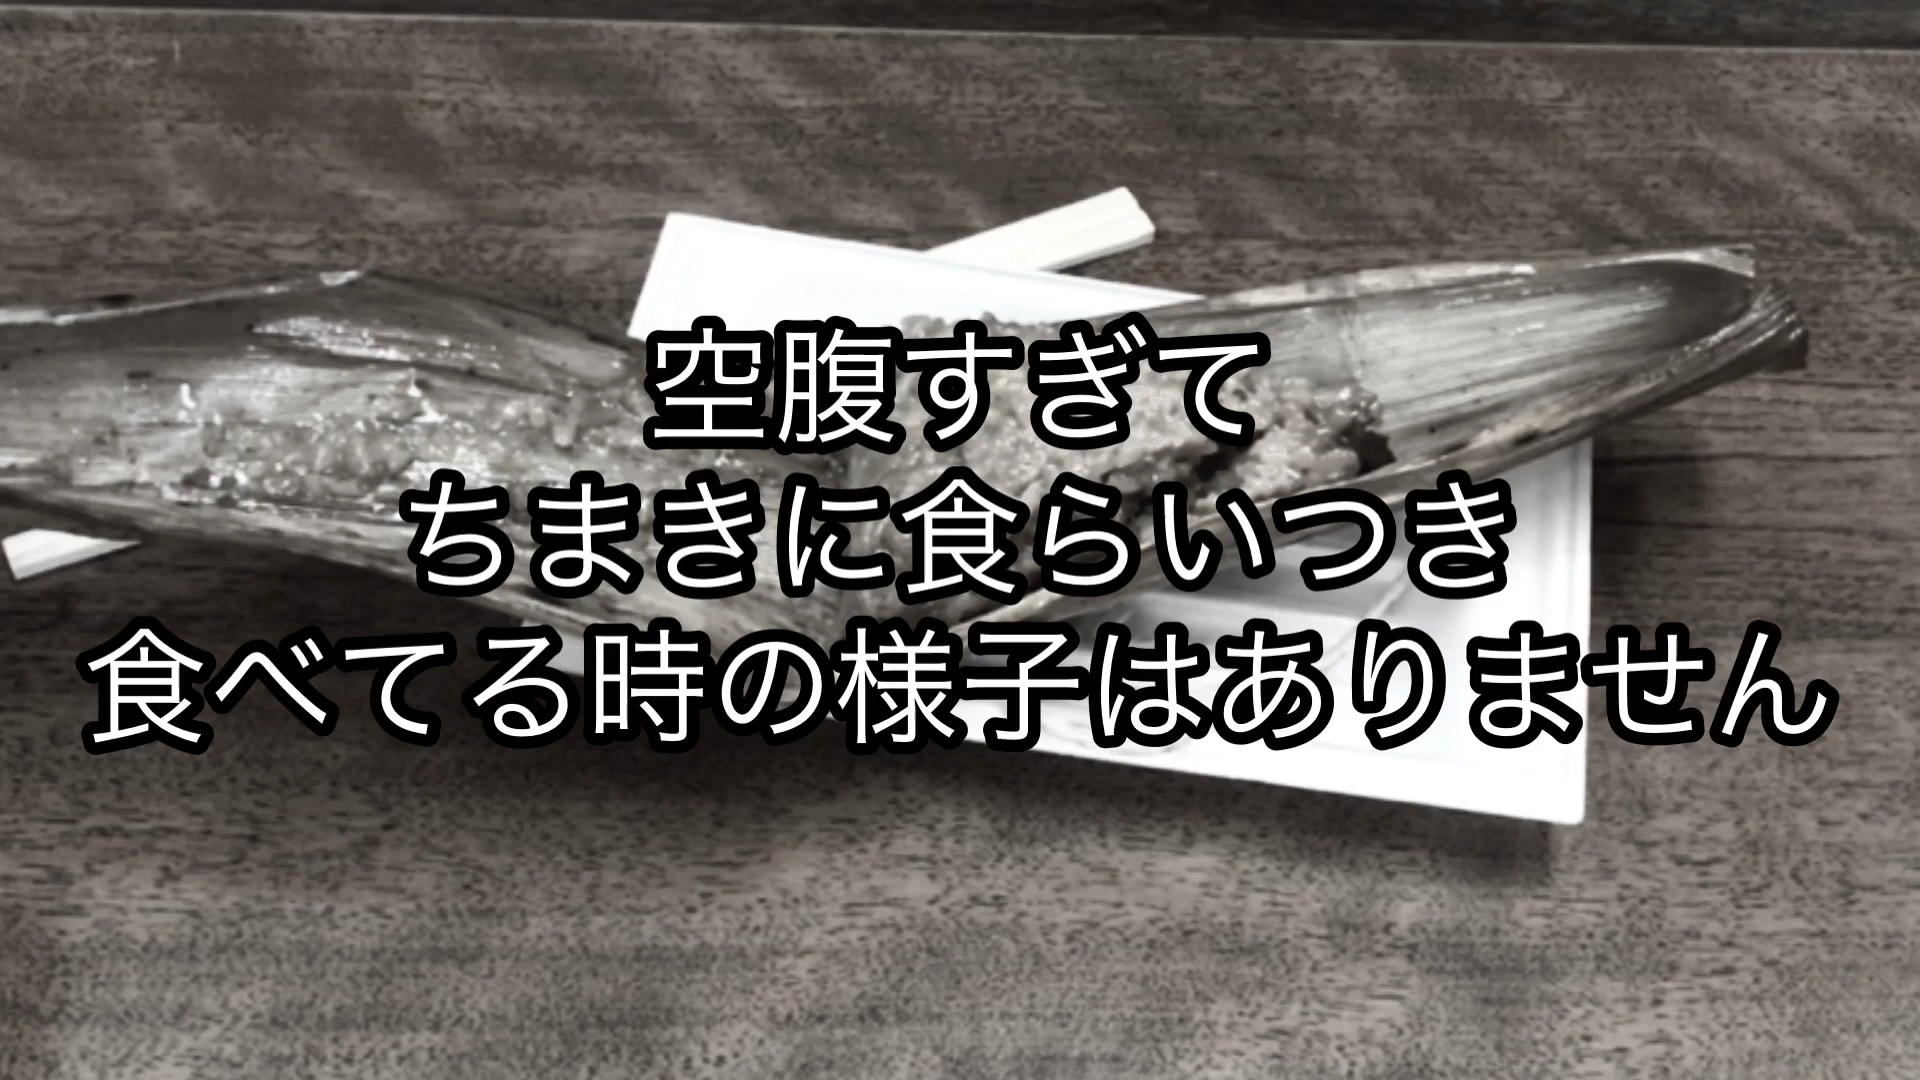 空腹すぎて
ちまきに食らいつき
食べてる時の様子はありません